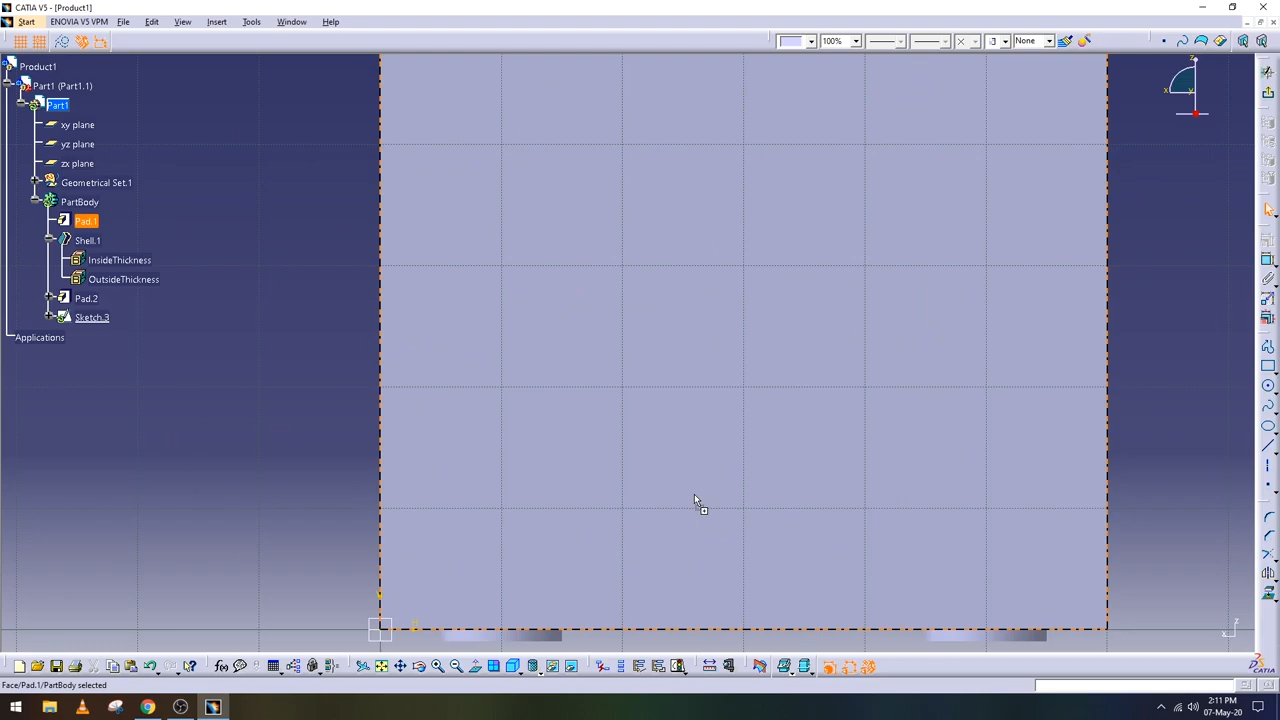 CATIA V5 - [Product1]
Start
ENOVIA V5 VPM
File
Edit
View
Insert
Tools
Window
Help
100%
None
Product1
Part1 (Part1.1)
Part1
xy plane
yz plane
zx plane
Geometrical Set.1
PartBody
Pad.1
Shell.1
InsideThickness
OutsideThickness
Pad.2
Sketch.3
Applications
z
x
y
V
H
z
f(x)
CATIA
Face/Pad.1/PartBody selected
2:11 PM
07-May-20